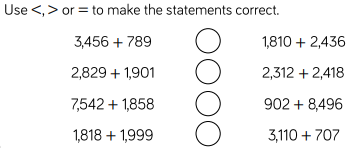 Use <, > or = to make the statements correct.
3,456 + 789 1,810 + 2,436
2,829 + 1,901 2,312 + 2,418
7,542 + 1,858 902 + 8,496
1,818 + 1,999 3,110 + 707